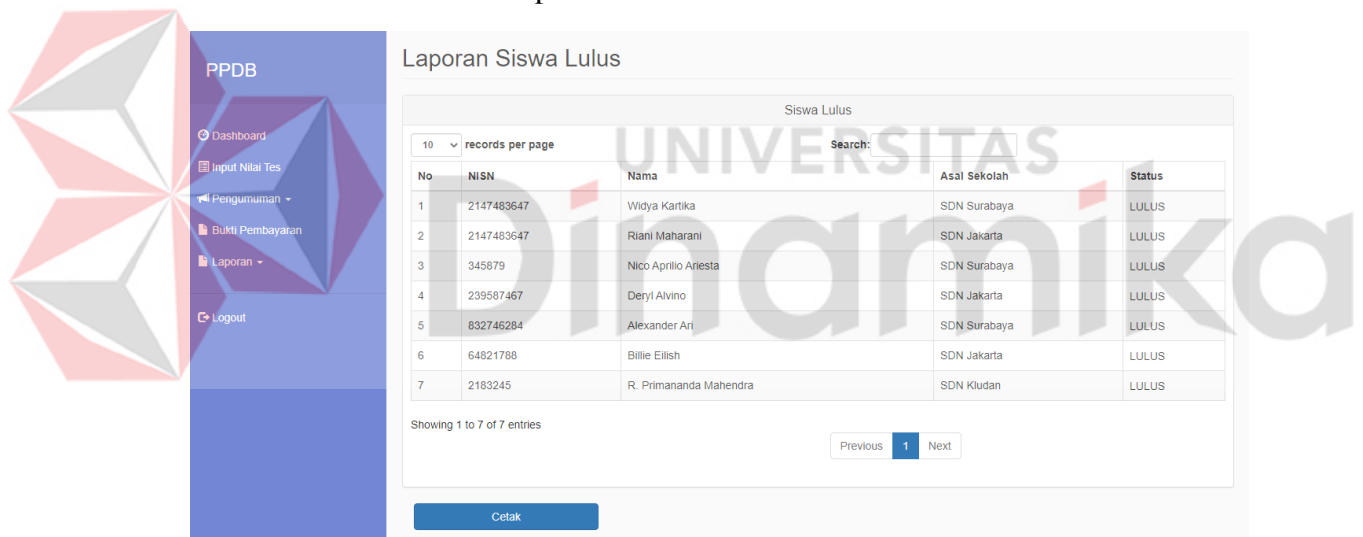 p
PPDB
Dashboard
Input Nilai Tes
Pengumuman
Bukti Pembayaran
Laporan
Logout
Laporan Siswa Lulus
Siswa Lulus
10 records per page Search:
No NISN Nama Asal Sekolah Status
1 2147483647 Widya Kartika SDN Surabaya LULUS
2 2147483647 Riani Maharani SDN Jakarta LULUS
3 345879 Nico Aprilio Ariesta SDN Surabaya LULUS
4 239587467 Deryl Alvino SDN Jakarta LULUS
5 832746284 Alexander Ari SDN Surabaya LULUS
6 64821788 Billie Eilish SDN Jakarta LULUS
7 2183245 R. Primananda Mahendra SDN Kludan LULUS
Showing 1 to 7 of 7 entries
Previous 1 Next
Cetak
UNIVERSITAS
Dinamika